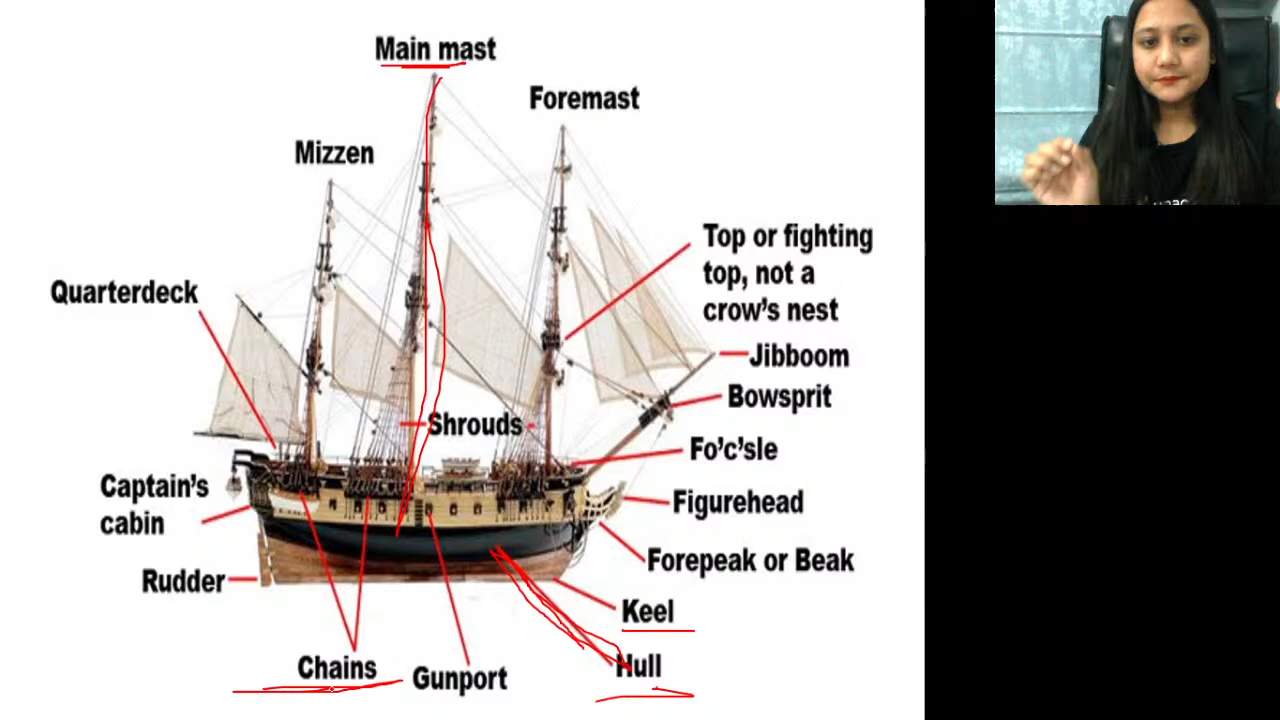 Main mast
Foremast
Mizzen
Top or fighting
top, not a
crow's nest
Quarterdeck
Jibboom
Bowsprit
Shrouds
Fo'c'sle
Captain's
cabin
Figurehead
Forepeak or Beak
Rudder
Keel
Chains
Gunport
Hull